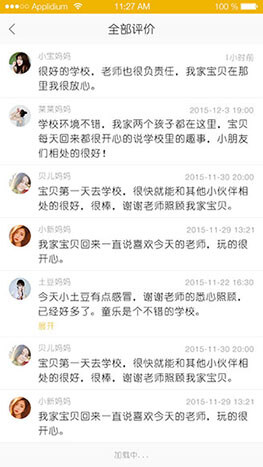 Applidium
11:27 AM
100 %
全部评价
小宝妈妈 1小时前
很好的学校，老师也很负责任，我家宝贝在那
里我很放心。
菜菜妈妈 2015-12-3 19:00
学校环境不错，我家两个孩子都在这里，宝贝
每天回来都很开心的说学校里的趣事，小朋友
们相处的很好！
贝儿妈妈 2015-11-30 20:00
宝贝第一天去学校，很快就能和其他小伙伴相
处的很好，很棒，谢谢老师照顾我家宝贝。
小新妈妈 2015-11-29 13:21
我家宝贝回来一直说喜欢今天的老师，玩的很
开心。
土豆妈妈 2015-11-22 16:30
今天小土豆有点感冒，谢谢老师的悉心照顾，
已经好多了。童乐是个不错的学校。
展开
贝儿妈妈 2015-11-30 20:00
宝贝第一天去学校，很快就能和其他小伙伴相
处的很好，很棒，谢谢老师照顾我家宝贝。
小新妈妈 2015-11-29 13:21
我家宝贝回来一直说喜欢今天的老师，玩的很
开心。
加载中...